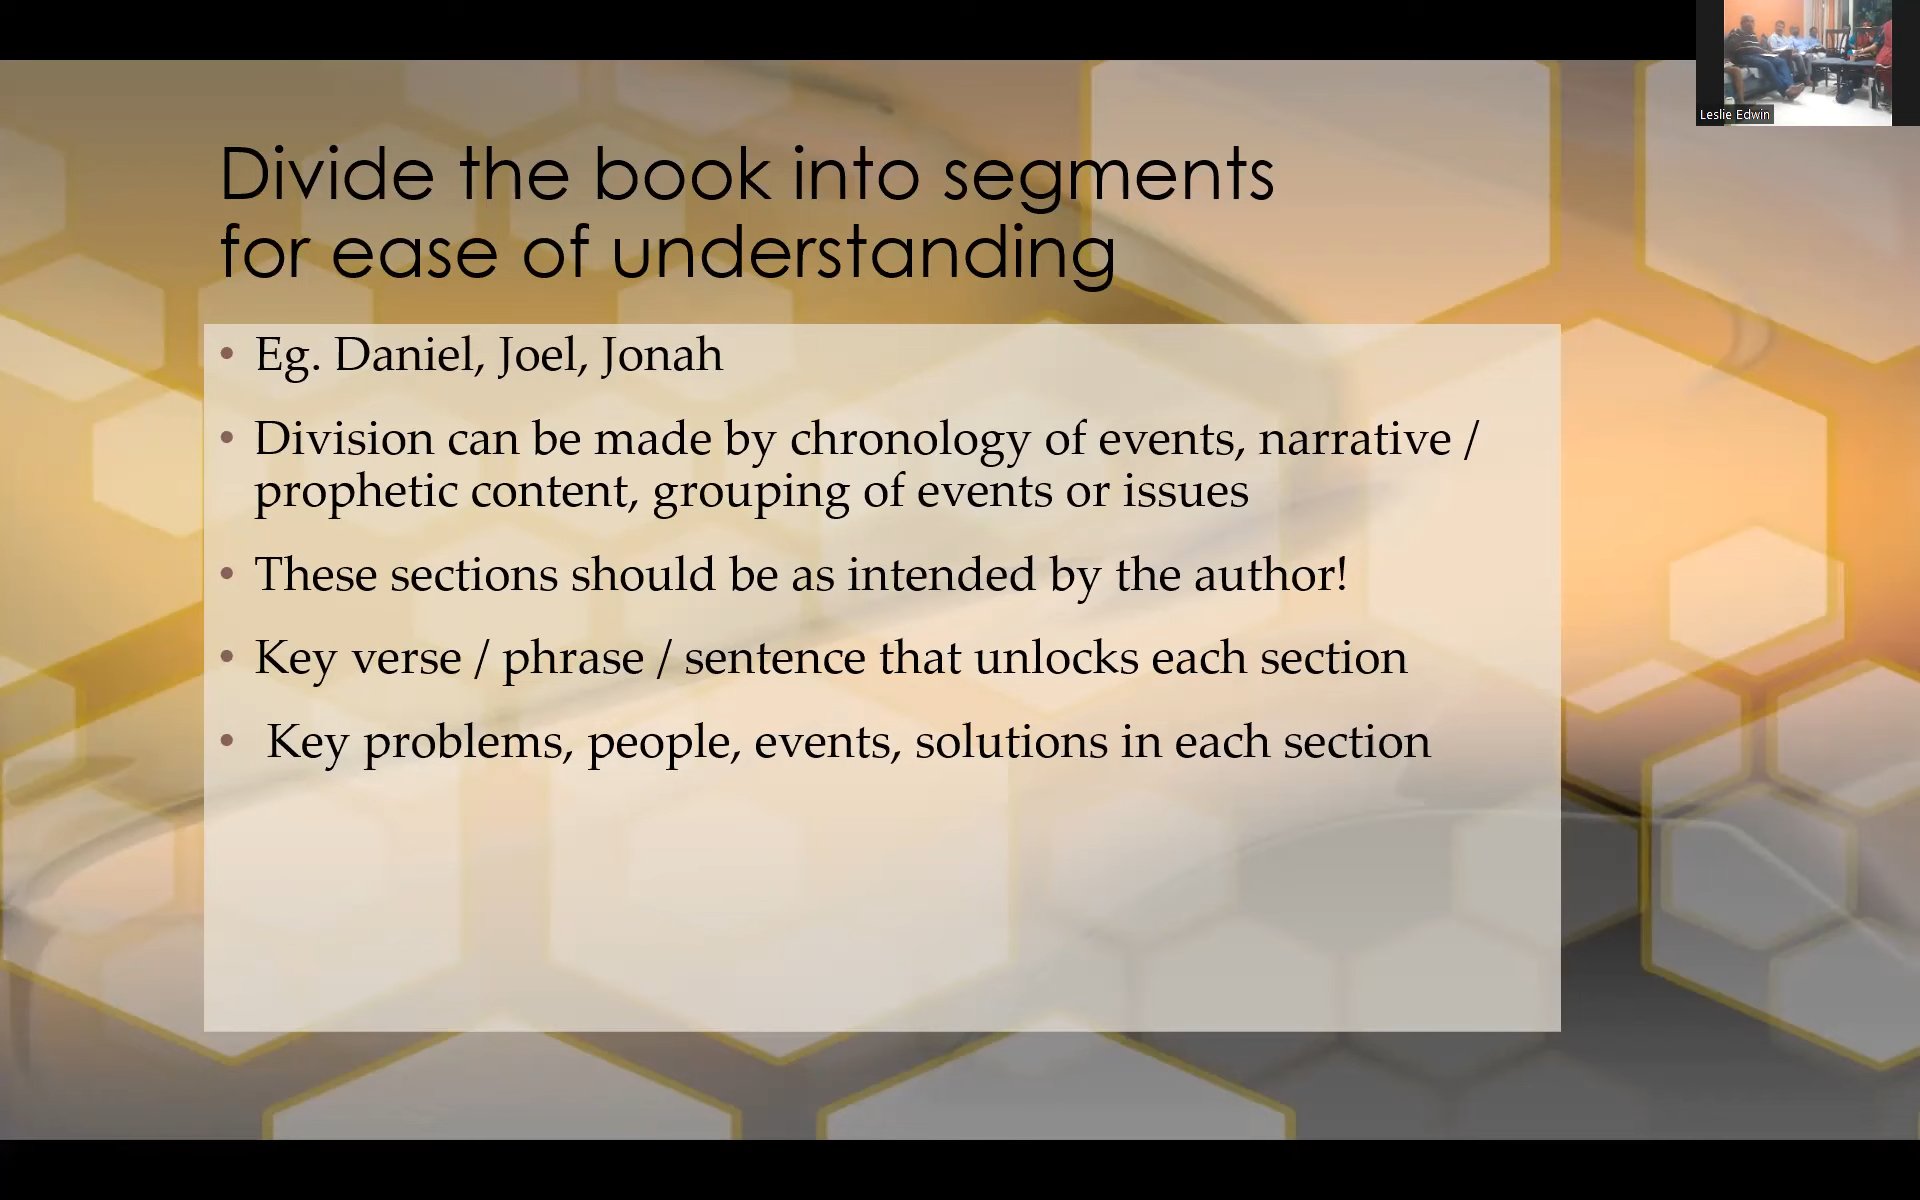 Leslie Edwin
Divide the book into segments
for ease of understanding
• Eg. Daniel, Joel, Jonah
• Division can be made by chronology of events, narrative /
prophetic content, grouping of events or issues
• These sections should be as intended by the author!
• Key verse / phrase / sentence that unlocks each section
• Key problems, people, events, solutions in each section